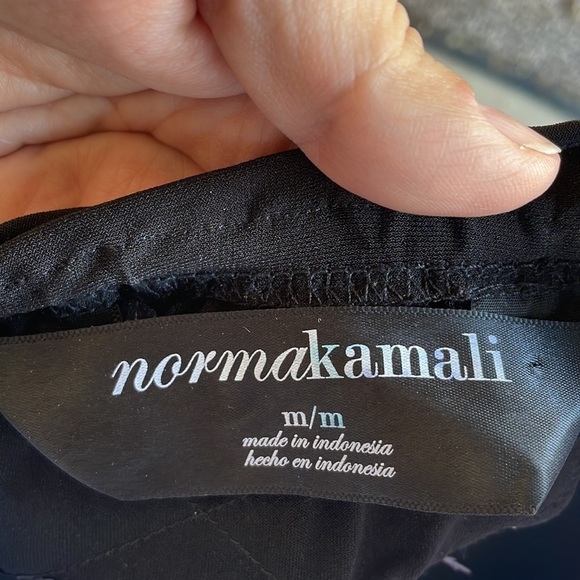 normakamali
m/m
made in indonesia
hecho en indonesia